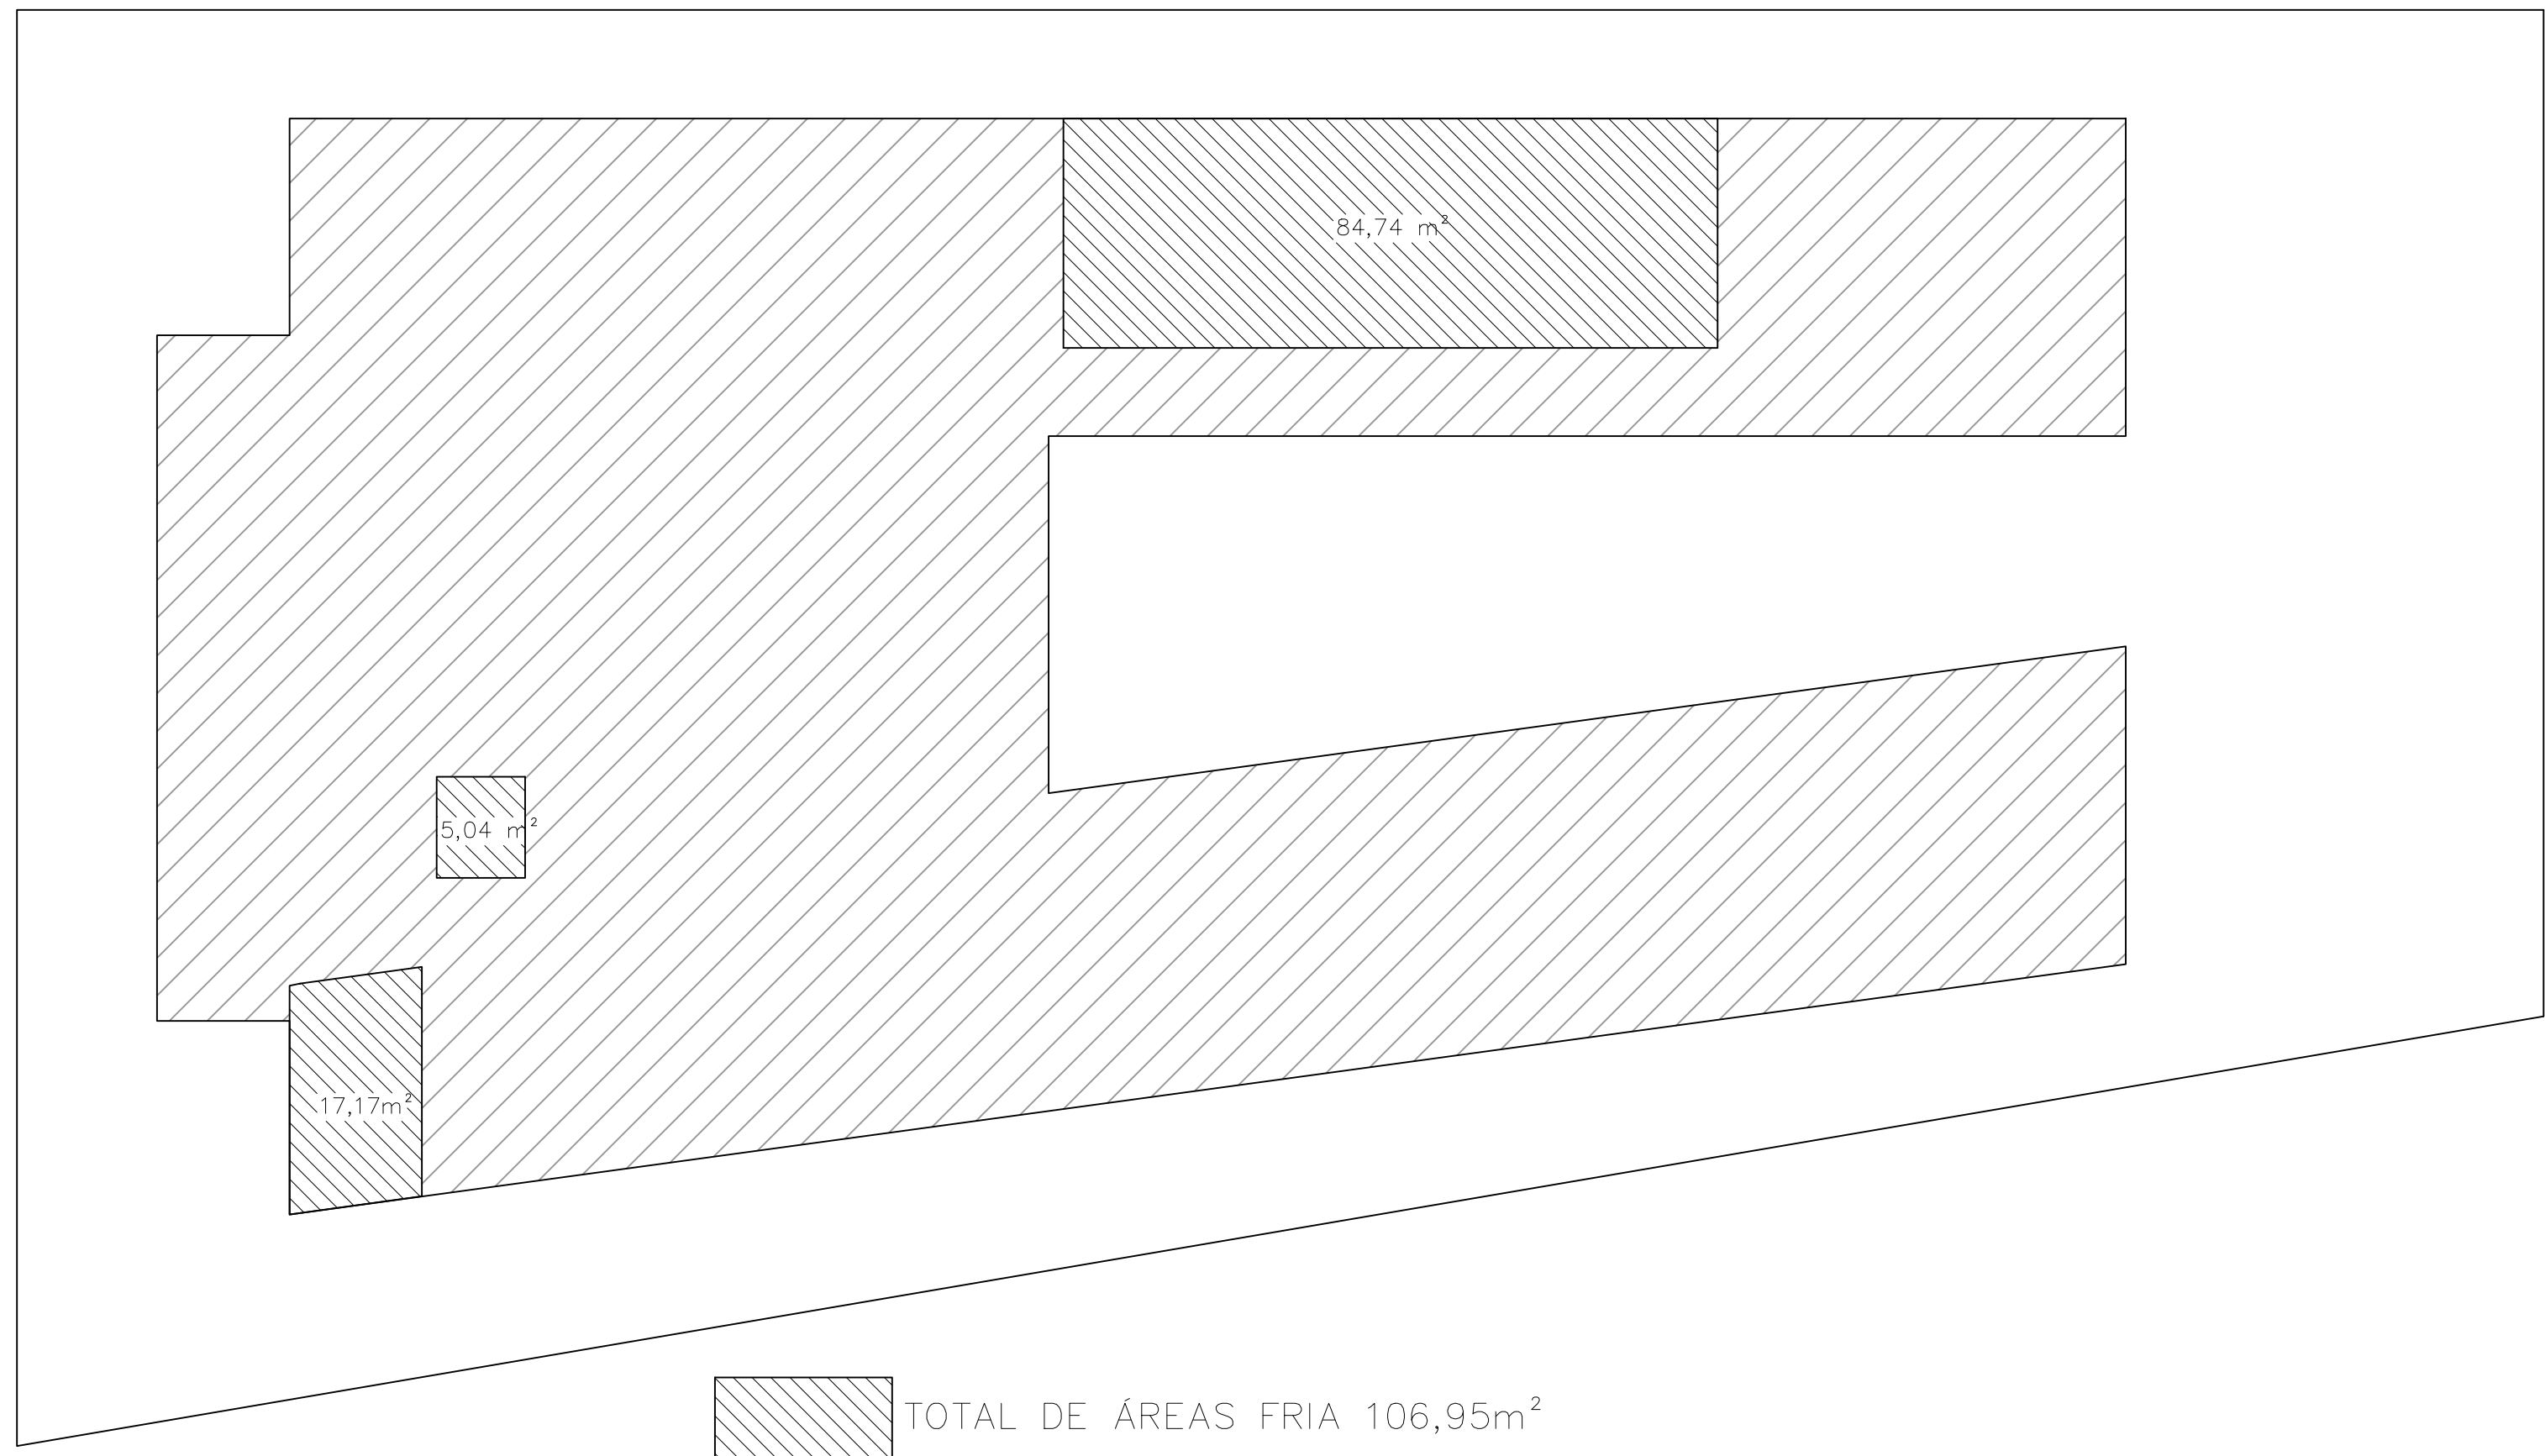 84,74 m²
5,04 m²
17,17m²
TOTAL DE ÁREAS FRIA 106,95m²